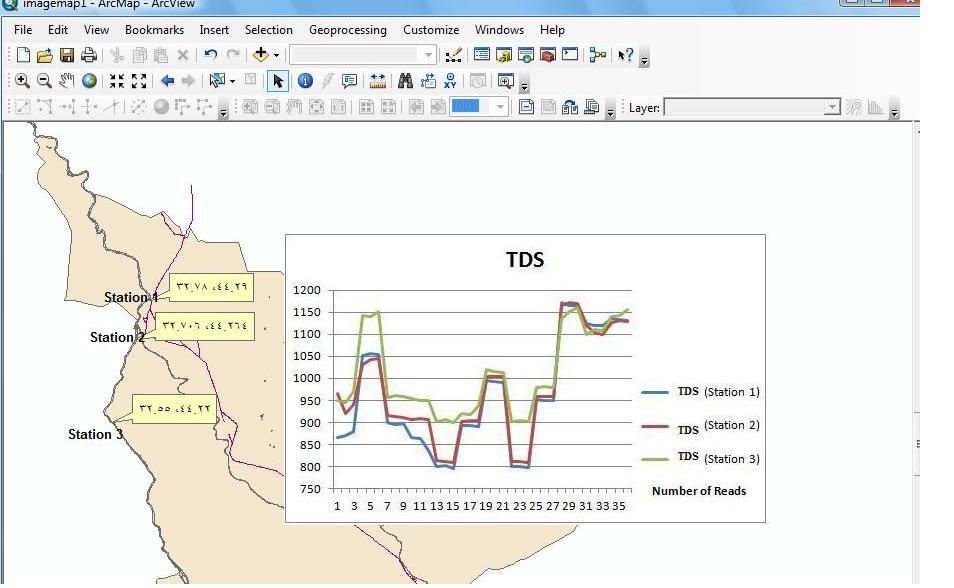 imagemap1 - ArcMap - ArcView
File Edit View Bookmarks Insert Selection Geoprocessing Customize Windows Help
100%
Layer:
TDS
Station 1
٣٢.٧٨ ،٤٤.٢٩
Station 2
٣٢.٧٠٦ ،٤٤.٢٦٤
Station 3
٣٢.٥٥ ،٤٤.٢٢
1200
1150
1100
1050
1000
950
900
850
800
750
1 3 5 7 9 11 13 15 17 19 21 23 25 27 29 31 33 35
TDS (Station 1)
TDS (Station 2)
TDS (Station 3)
Number of Reads